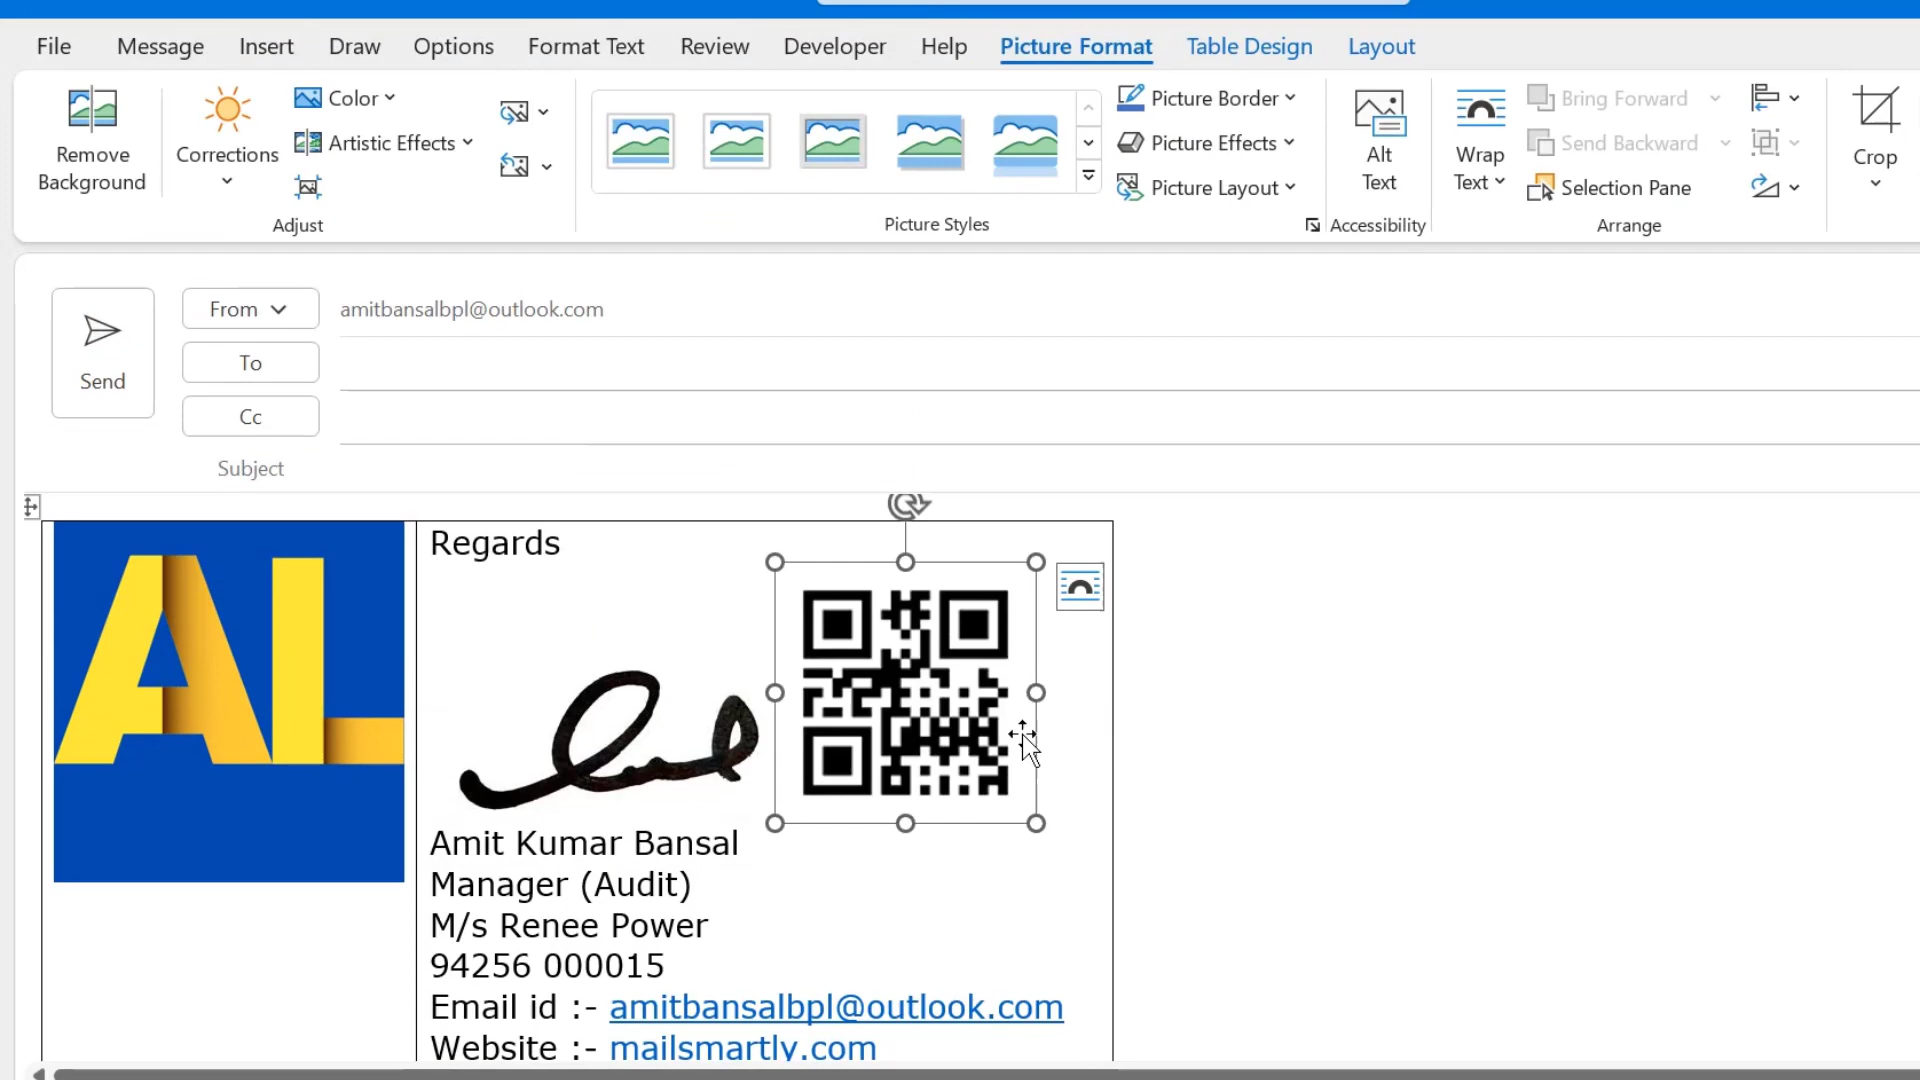 File Message Insert Draw Options Format Text Review Developer Help Picture Format Table Design Layout
Remove
Background
Corrections
Color
Artistic Effects
Adjust
Picture Styles
Picture Border
Picture Effects
Picture Layout
Alt
Text
Accessibility
Wrap
Text
Bring Forward
Send Backward
Selection Pane
Arrange
Crop
Send
From amitbansalbpl@outlook.com
To
Cc
Subject
AL
Regards
Amit Kumar Bansal
Manager (Audit)
M/s Renee Power
94256 000015
Email id :- amitbansalbpl@outlook.com
Website :- mailsmartly.com